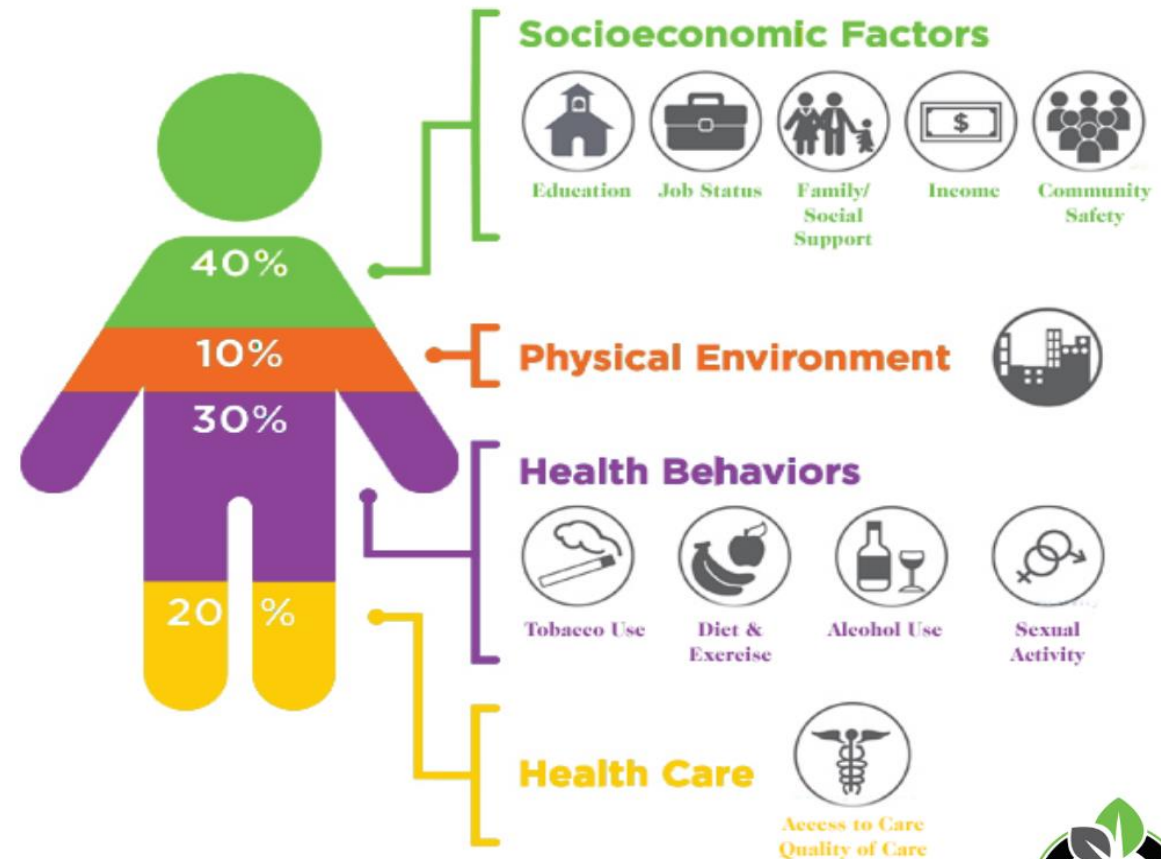 Socioeconomic Factors
$
Education
Job Status
Family/
Social
Support
Income
Community
Safety
40%
10%
Physical Environment
30%
Health Behaviors
Tobacco Use
Diet &
Exercise
Alcohol Use
Sexual
Activity
20 %
Health Care
Access to Care
Quality of Care